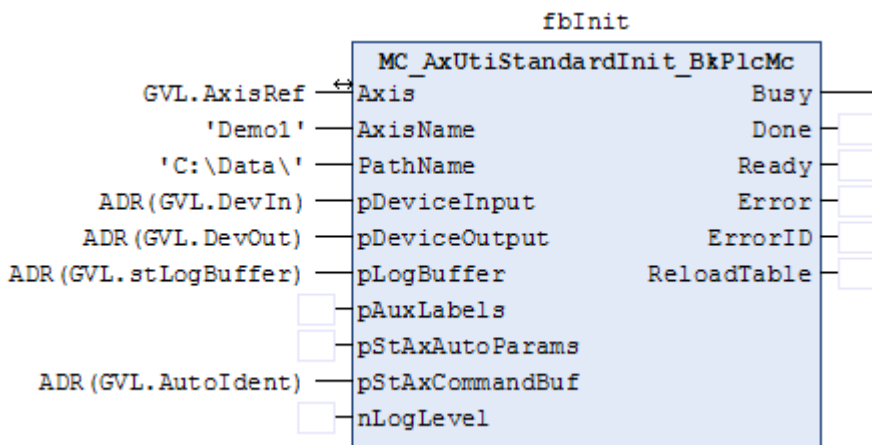 fbInit
MC_AxUtiStandardInit_BkPlcMc
GVL.AxisRef Axis Busy
'Demo1' AxisName Done
'C:\Data\' PathName Ready
ADR(GVL.DevIn) pDeviceInput Error
ADR(GVL.DevOut) pDeviceOutput ErrorID
ADR(GVL.stLogBuffer) pLogBuffer ReloadTable
pAuxLabels
pStAxAutoParams
ADR(GVL.AutoIdent) pStAxCommandBuf
nLogLevel